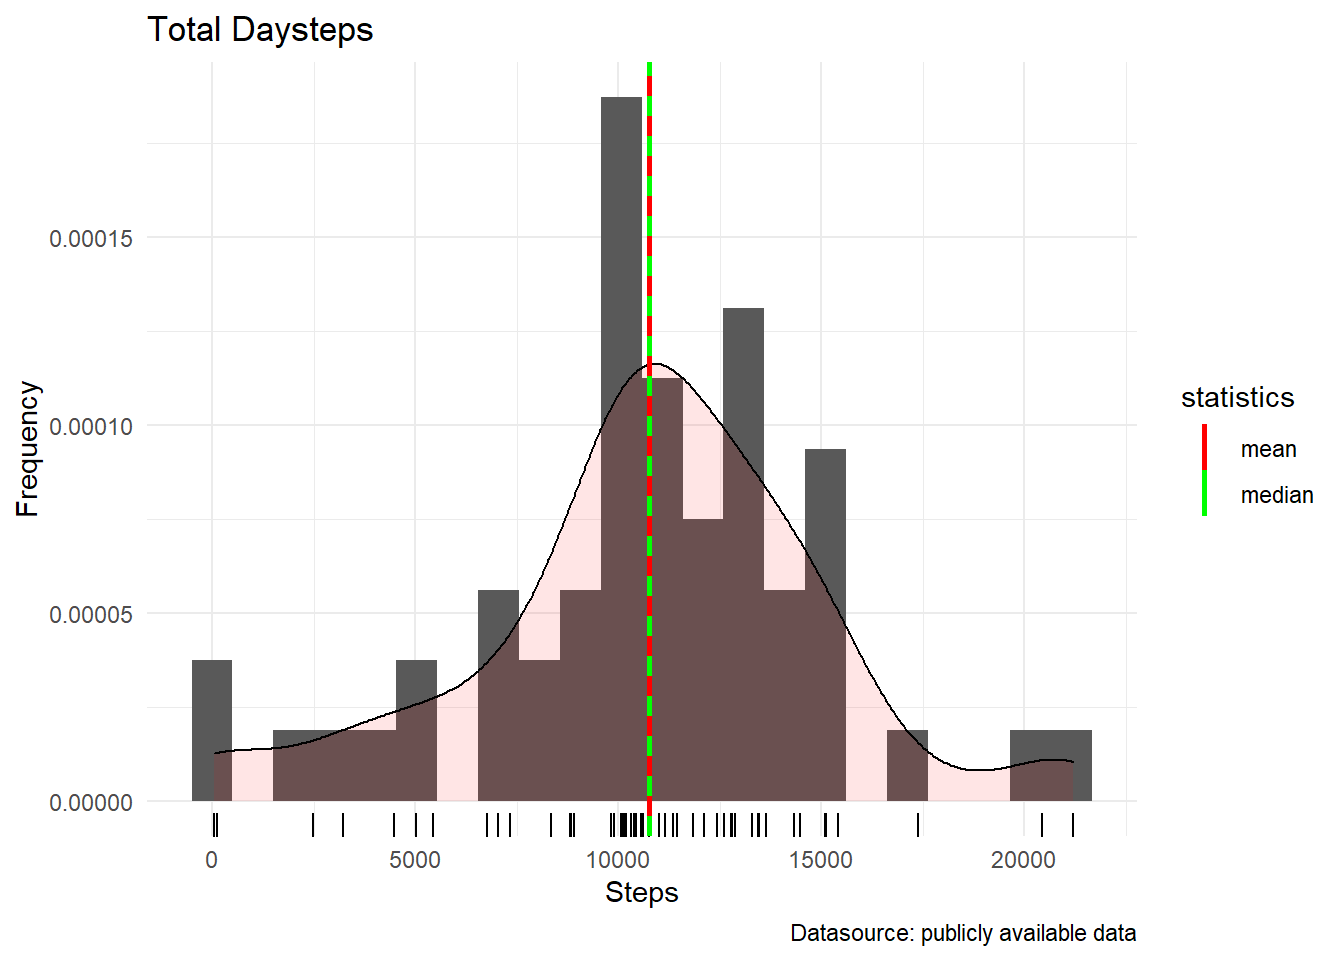 Total Daysteps
0.00015
0.00010
0.00005
0.00000
Frequency
0 5000 10000 15000 20000
Steps
statistics
mean
median
Datasource: publicly available data